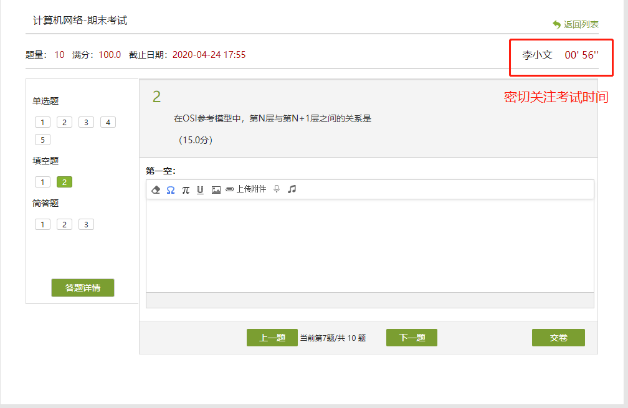 计算机网络-期末考试
返回列表
题量： 10 满分：100.0 截止日期：2020-04-24 17:55
李小文 00' 56''
密切关注考试时间
单选题
1 2 3 4
5
填空题
1 2
简答题
1 2 3
答题详情
2
在OSI参考模型中，第N层与第N+1层之间的关系是
（15.0分）
第一空：
上传附件
上一题 当前第7题/共 10 题 下一题 交卷